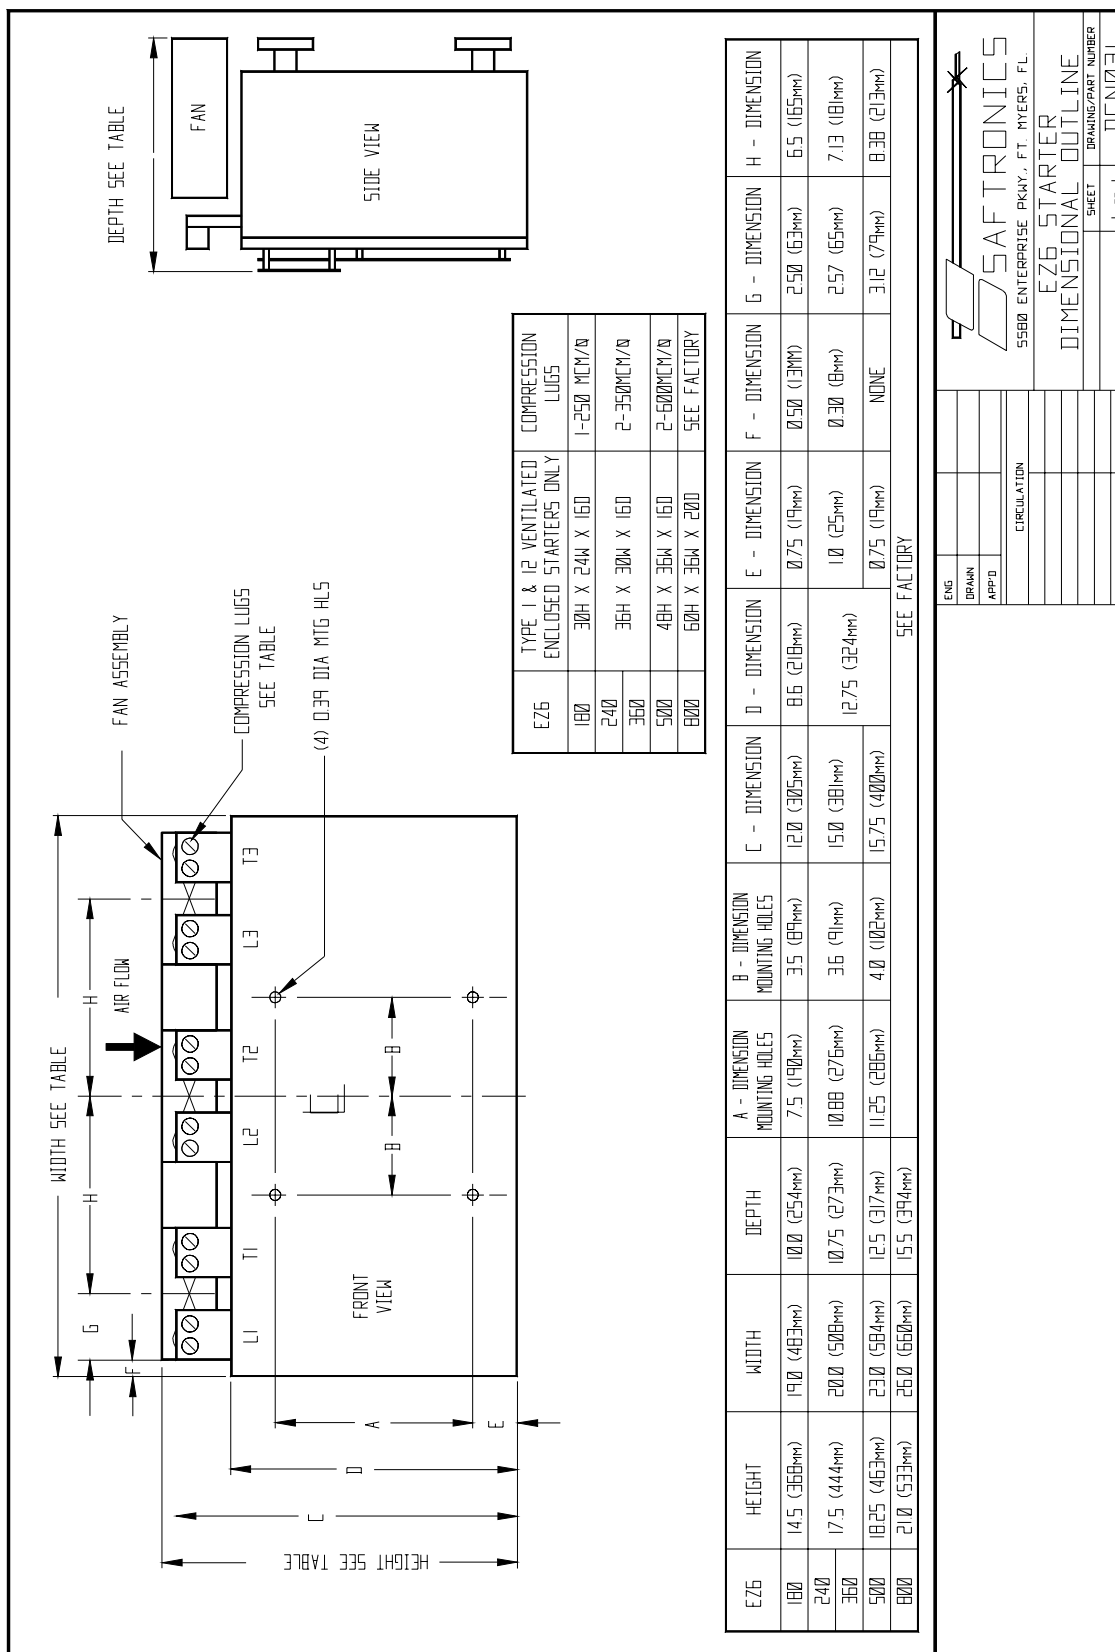 DEPTH SEE TABLE
FAN
SIDE VIEW
WIDTH SEE TABLE
FAN ASSEMBLY
COMPRESSION LUGS
SEE TABLE
(4) 0.39 DIA MTG HLS
AIR FLOW
G H H
F
L1 T1 L2 T2 L3 T3
B B
FRONT
VIEW
A
E
D
C
HEIGHT SEE TABLE
EZ6 TYPE 1 & 12 VENTILATED ENCLOSED STARTERS ONLY COMPRESSION LUGS
180 30H X 24W X 16D 1-250 MCM/Ø
240
360 36H X 30W X 16D 2-350MCM/Ø
500 48H X 36W X 16D 2-600MCM/Ø
800 60H X 36W X 20D SEE FACTORY
EZ6 HEIGHT WIDTH DEPTH A - DIMENSION MOUNTING HOLES B - DIMENSION MOUNTING HOLES C - DIMENSION D - DIMENSION E - DIMENSION F - DIMENSION G - DIMENSION H - DIMENSION
180 14.5 (368MM) 19.0 (483MM) 10.0 (254MM) 7.5 (190MM) 3.5 (89MM) 12.0 (305MM) 8.6 (218MM) 0.75 (19MM) 0.50 (13MM) 2.50 (63MM) 6.5 (165MM)
240
360 17.5 (444MM) 20.0 (508MM) 10.75 (273MM) 10.88 (276MM) 3.6 (91MM) 15.0 (381MM) 12.75 (324MM) 1.0 (25MM) 0.30 (8MM) 2.57 (65MM) 7.13 (181MM)
500 18.25 (463MM) 23.0 (584MM) 12.5 (317MM) 11.25 (286MM) 4.0 (102MM) 15.75 (400MM) 0.75 (19MM) NONE 3.12 (79MM) 8.38 (213MM)
800 21.0 (533MM) 26.0 (660MM) 15.5 (394MM) SEE FACTORY
ENG
DRAWN
APP'D
CIRCULATION
SAFTRONICS
5580 ENTERPRISE PKWY., FT. MYERS, FL.
EZ6 STARTER
DIMENSIONAL OUTLINE
SHEET DRAWING/PART NUMBER